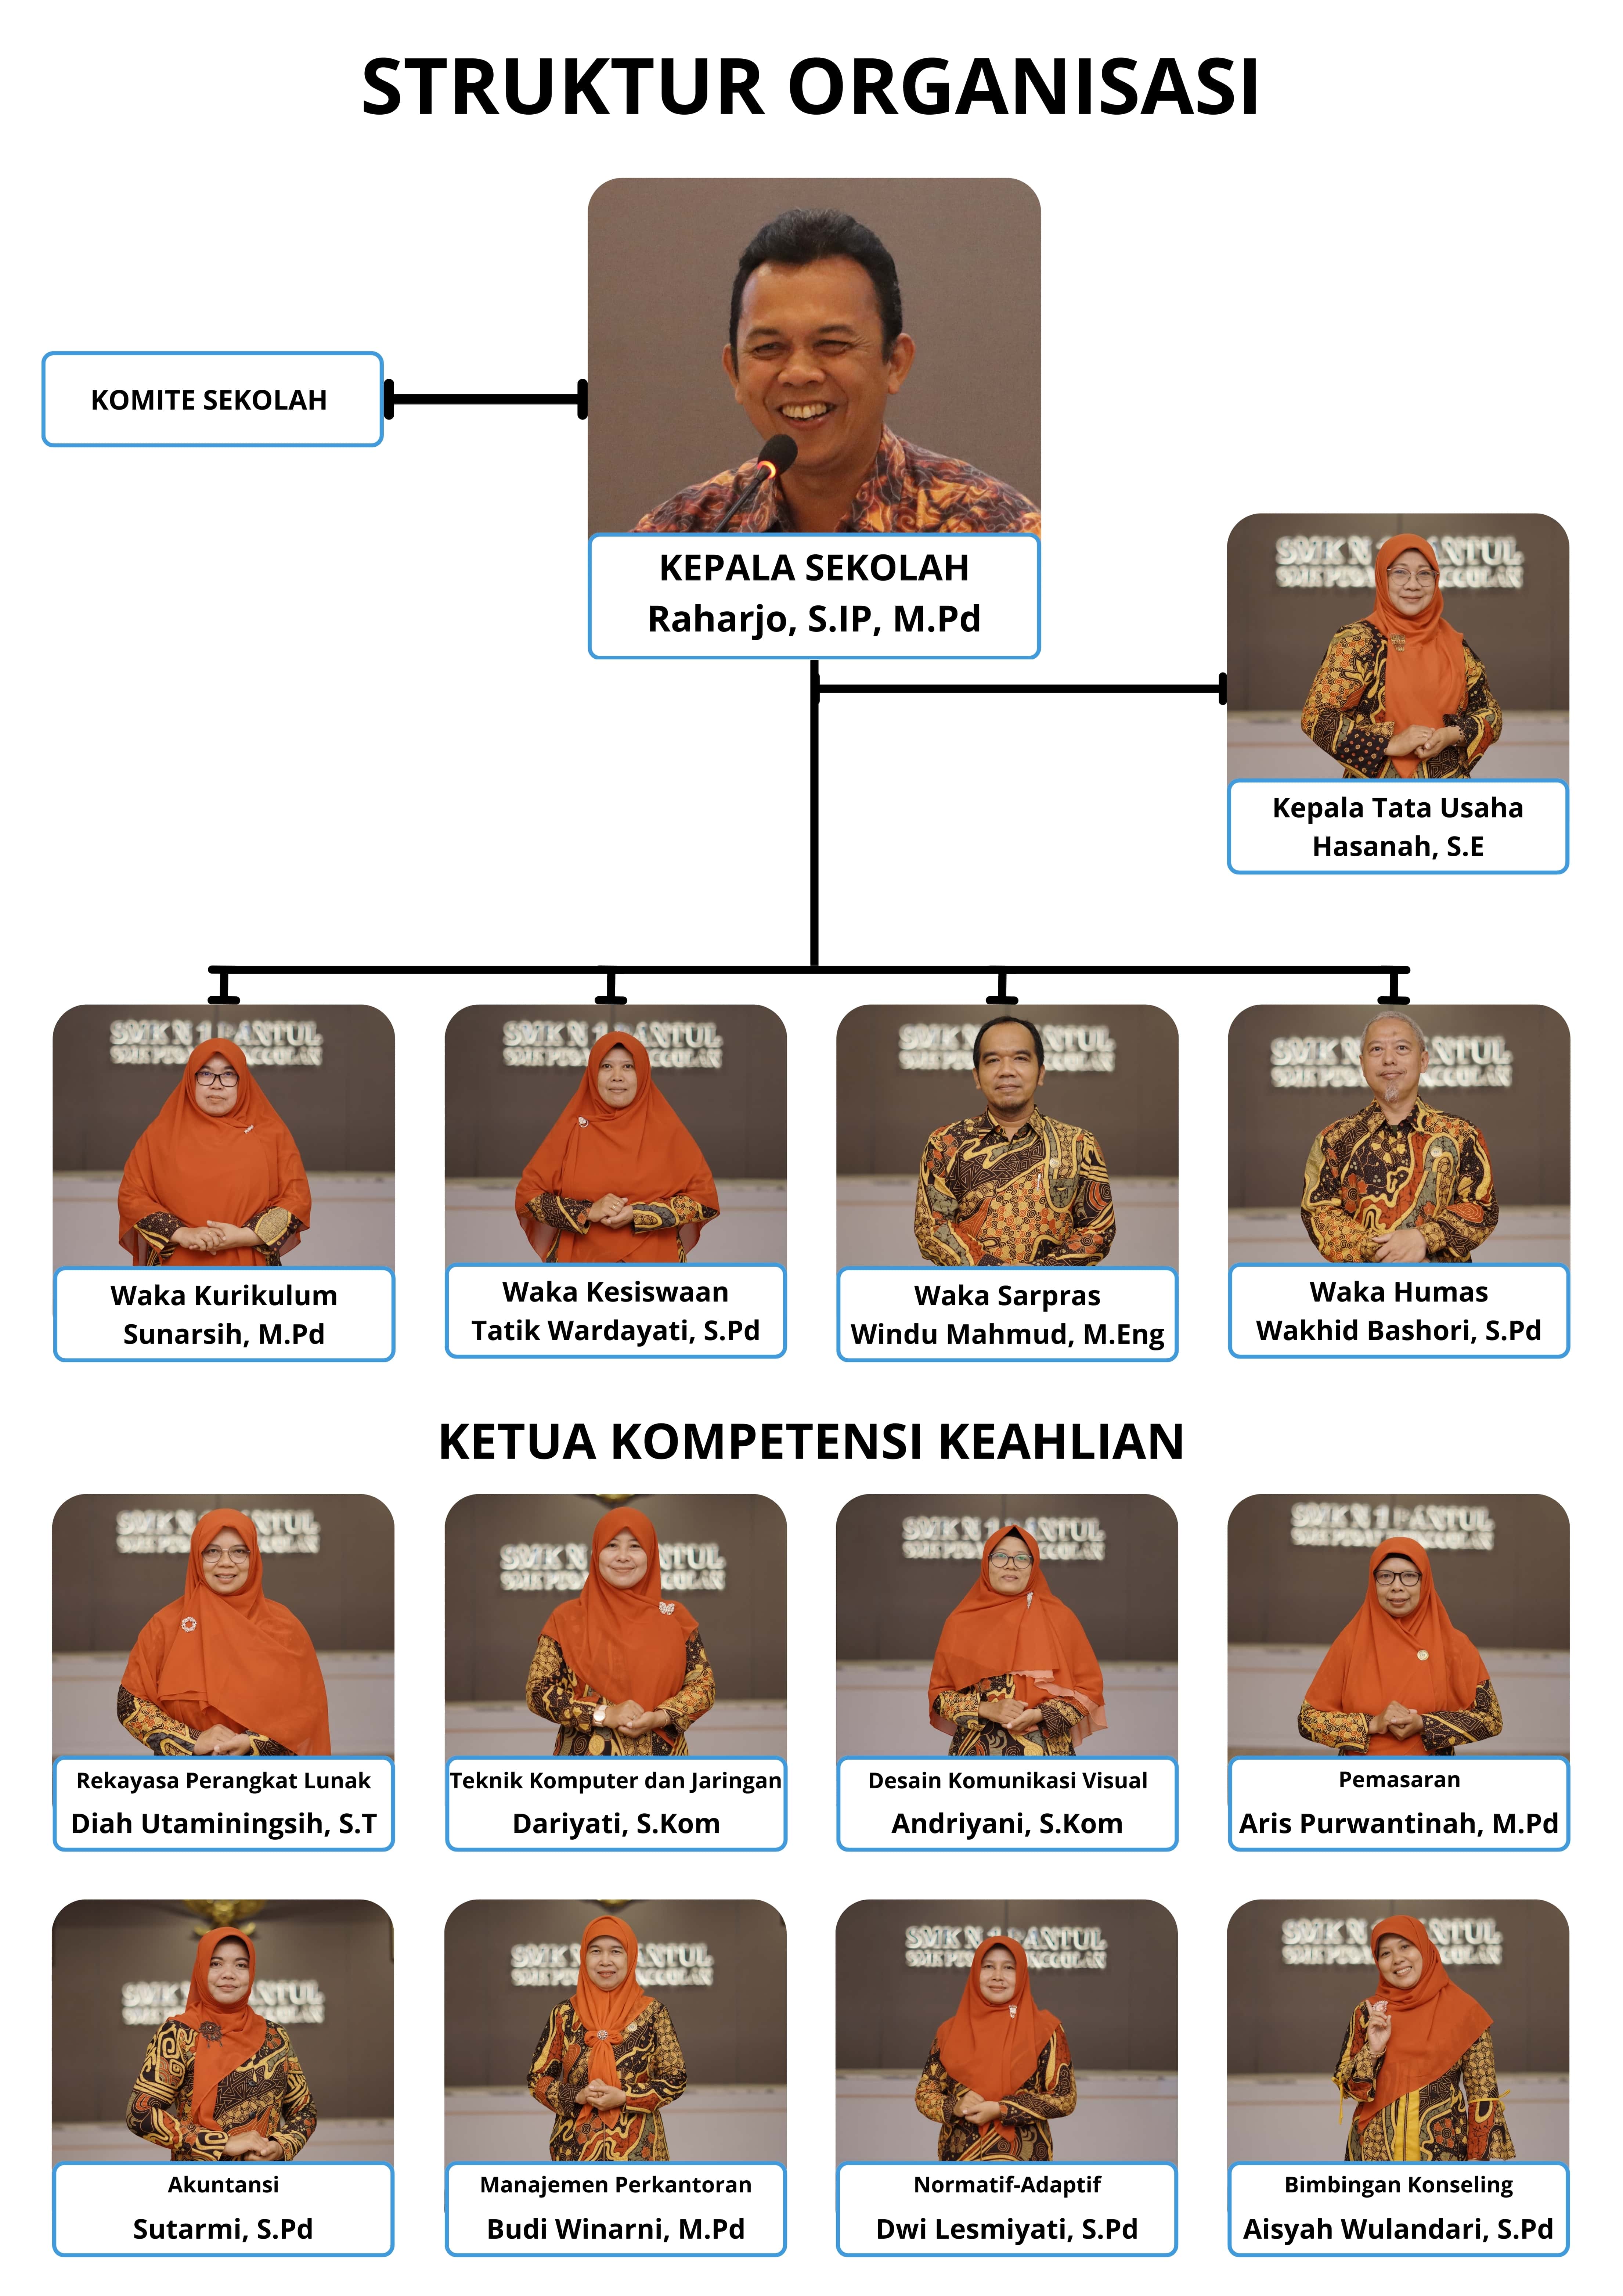 STRUKTUR ORGANISASI
KOMITE SEKOLAH
KEPALA SEKOLAH
Raharjo, S.IP, M.Pd
Kepala Tata Usaha
Hasanah, S.E
Waka Kurikulum
Sunarsih, M.Pd
Waka Kesiswaan
Tatik Wardayati, S.Pd
Waka Sarpras
Windu Mahmud, M.Eng
Waka Humas
Wakhid Bashori, S.Pd
KETUA KOMPETENSI KEAHLIAN
Rekayasa Perangkat Lunak
Diah Utaminingsih, S.T
Teknik Komputer dan Jaringan
Dariyati, S.Kom
Desain Komunikasi Visual
Andriyani, S.Kom
Pemasaran
Aris Purwantinah, M.Pd
Akuntansi
Sutarmi, S.Pd
Manajemen Perkantoran
Budi Winarni, M.Pd
Normatif-Adaptif
Dwi Lesmiyati, S.Pd
Bimbingan Konseling
Aisyah Wulandari, S.Pd